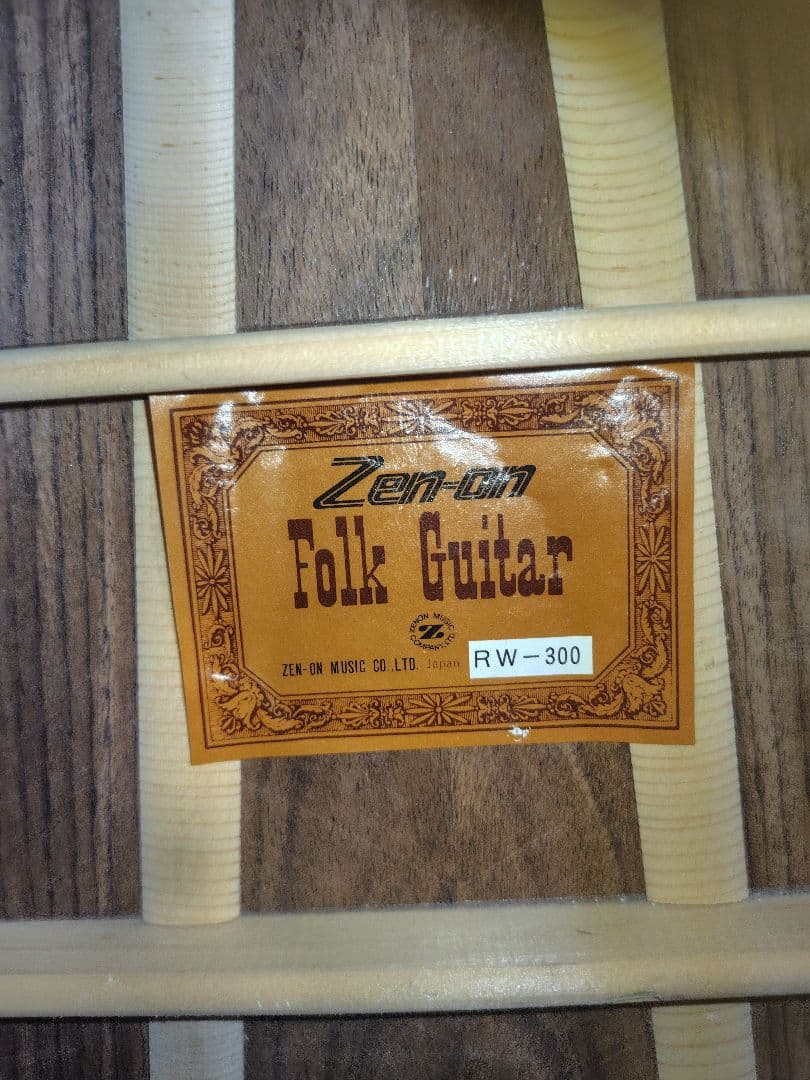 Zen-on
Folk Guitar
ZENON MUSIC
Z
COMPANY, LTD.
ZEN-ON MUSIC CO.,LTD. Japan RW-300